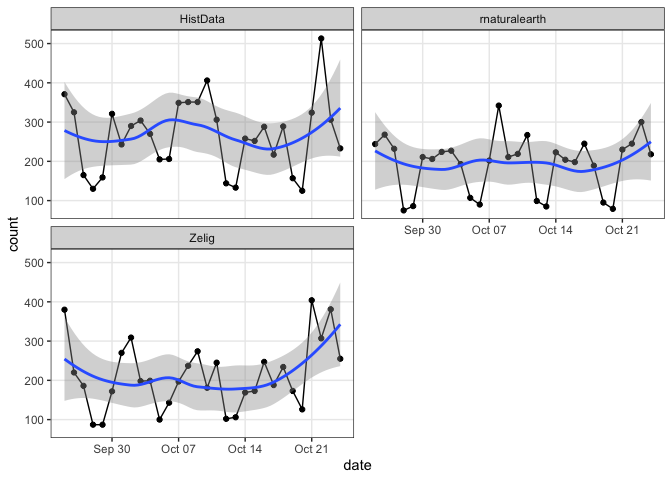 HistData
rnaturalearth
500
400
300
200
100
count
Sep 30
Oct 07
Oct 14
Oct 21
Zelig
500
400
300
200
100
Sep 30
Oct 07
Oct 14
Oct 21
date